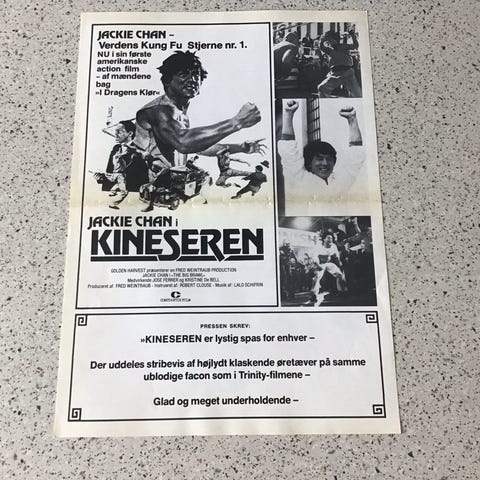 JACKIE CHAN –
Verdens Kung Fu Stjerne nr. 1.
NU i sin første
amerikanske
action film
– af mændene
bag
»I Dragens Klør«
JACKIE CHAN i
KINESEREN
GOLDEN HARVEST præsenterer en FRED WEINTRAUB PRODUCTION
JACKIE CHAN i »THE BIG BRAWL«
Medvirkende JOSE FERRER og KRISTINE De BELL
Produceret af: FRED WEINTRAUB - Instrueret af: ROBERT CLOUSE - Musik af: LALO SCHIFRIN
CONSTANTIN FILM
PRESSEN SKREV:
»KINESEREN er lystig spas for enhver –
Der uddeles stribevis af højlydt klaskende øretæver på samme
ublodige facon som i Trinity-filmene –
Glad og meget underholdende –